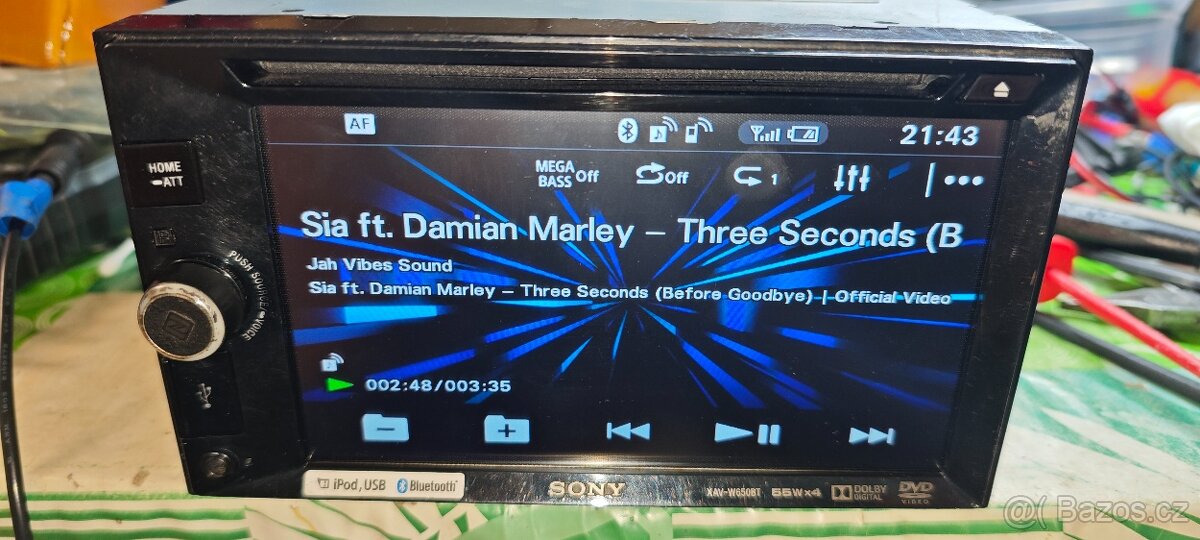 AF
21:43
HOME
ATT
MEGA
BASS Off
Off
1
Sia ft. Damian Marley – Three Seconds (B
Jah Vibes Sound
Sia ft. Damian Marley – Three Seconds (Before Goodbye) | Official Video
PUSH SOURCE/VOICE
N
002:48/003:35
iPod, USB Bluetooth
SONY
XAV-W650BT
55Wx4
DOLBY
DIGITAL
DVD
VIDEO
@( Bazos.cz